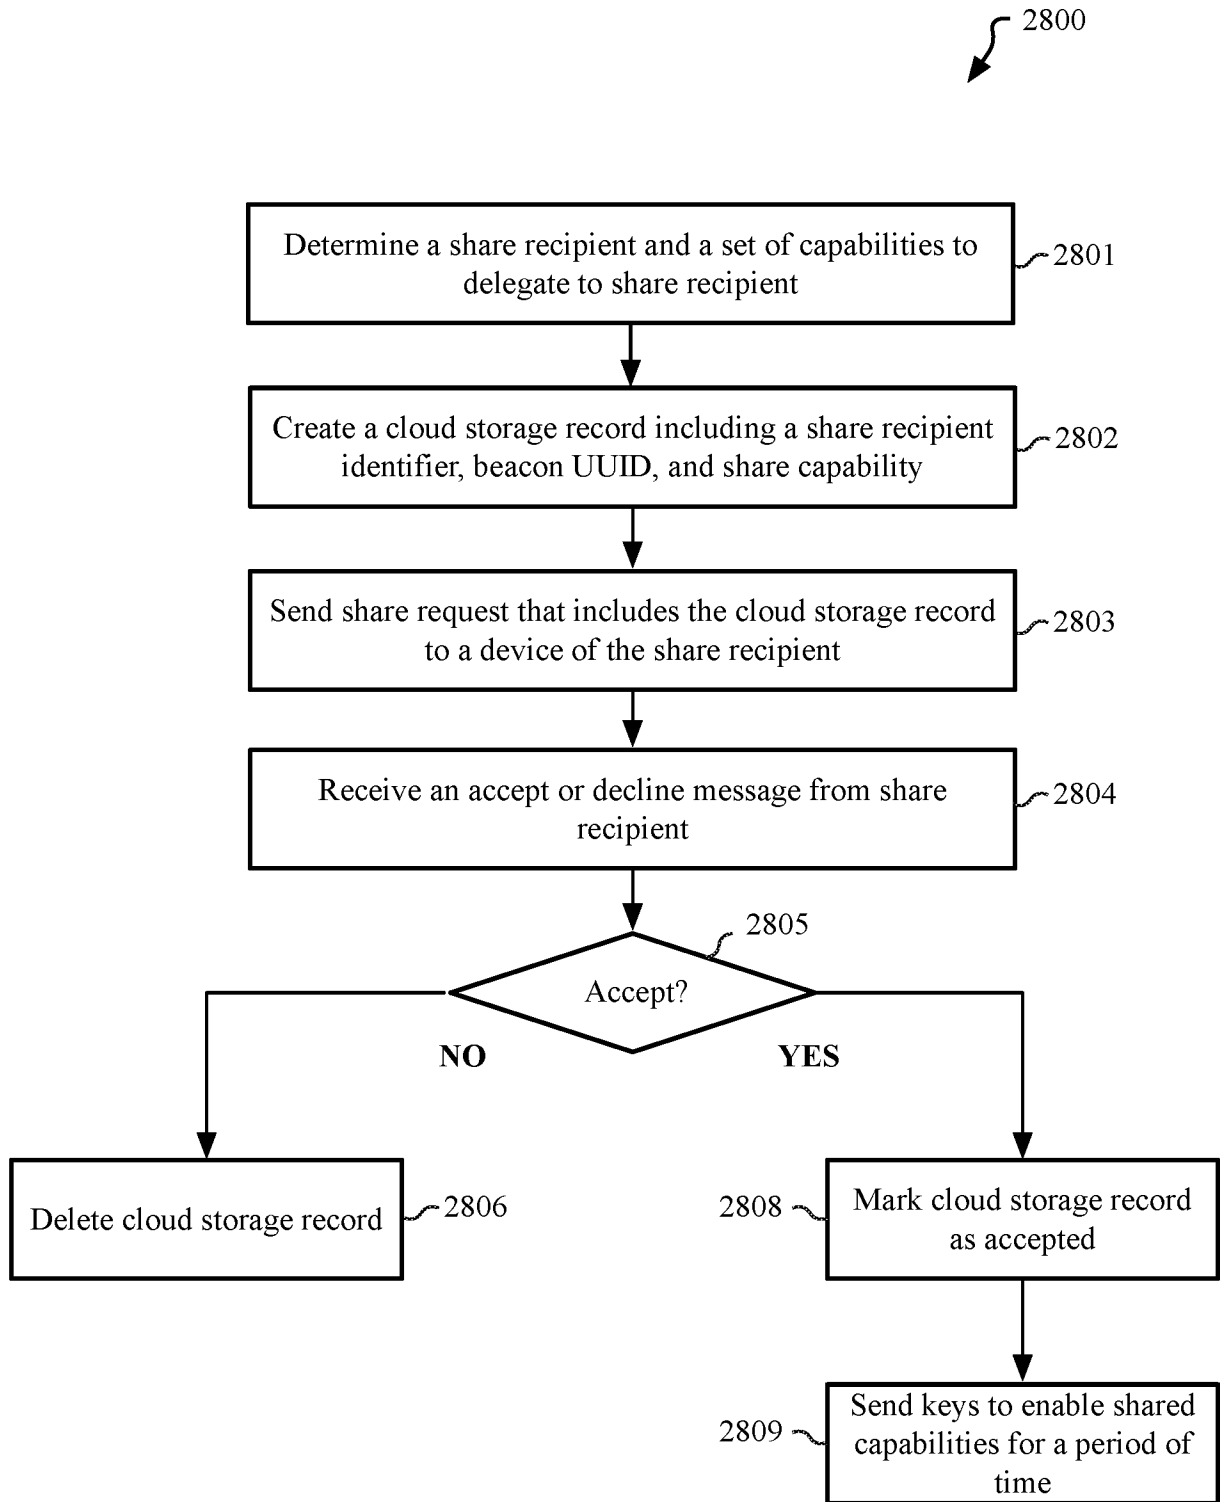 2800
Determine a share recipient and a set of capabilities to
delegate to share recipient
2801
Create a cloud storage record including a share recipient
identifier, beacon UUID, and share capability
2802
Send share request that includes the cloud storage record
to a device of the share recipient
2803
Receive an accept or decline message from share
recipient
2804
2805
Accept?
NO
YES
Delete cloud storage record
2806
2808
Mark cloud storage record
as accepted
2809
Send keys to enable shared
capabilities for a period of
time